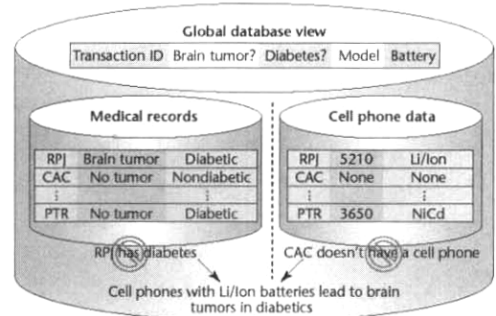 Global database view
Transaction ID Brain tumor? Diabetes? Model Battery
Medical records
RPJ Brain tumor Diabetic
CAC No tumor Nondiabetic
⋮ ⋮
PTR No tumor Diabetic
Cell phone data
RPJ 5210 Li/Ion
CAC None None
⋮ ⋮
PTR 3650 NiCd
RPJ has diabetes
CAC doesn't have a cell phone
Cell phones with Li/Ion batteries lead to brain
tumors in diabetics